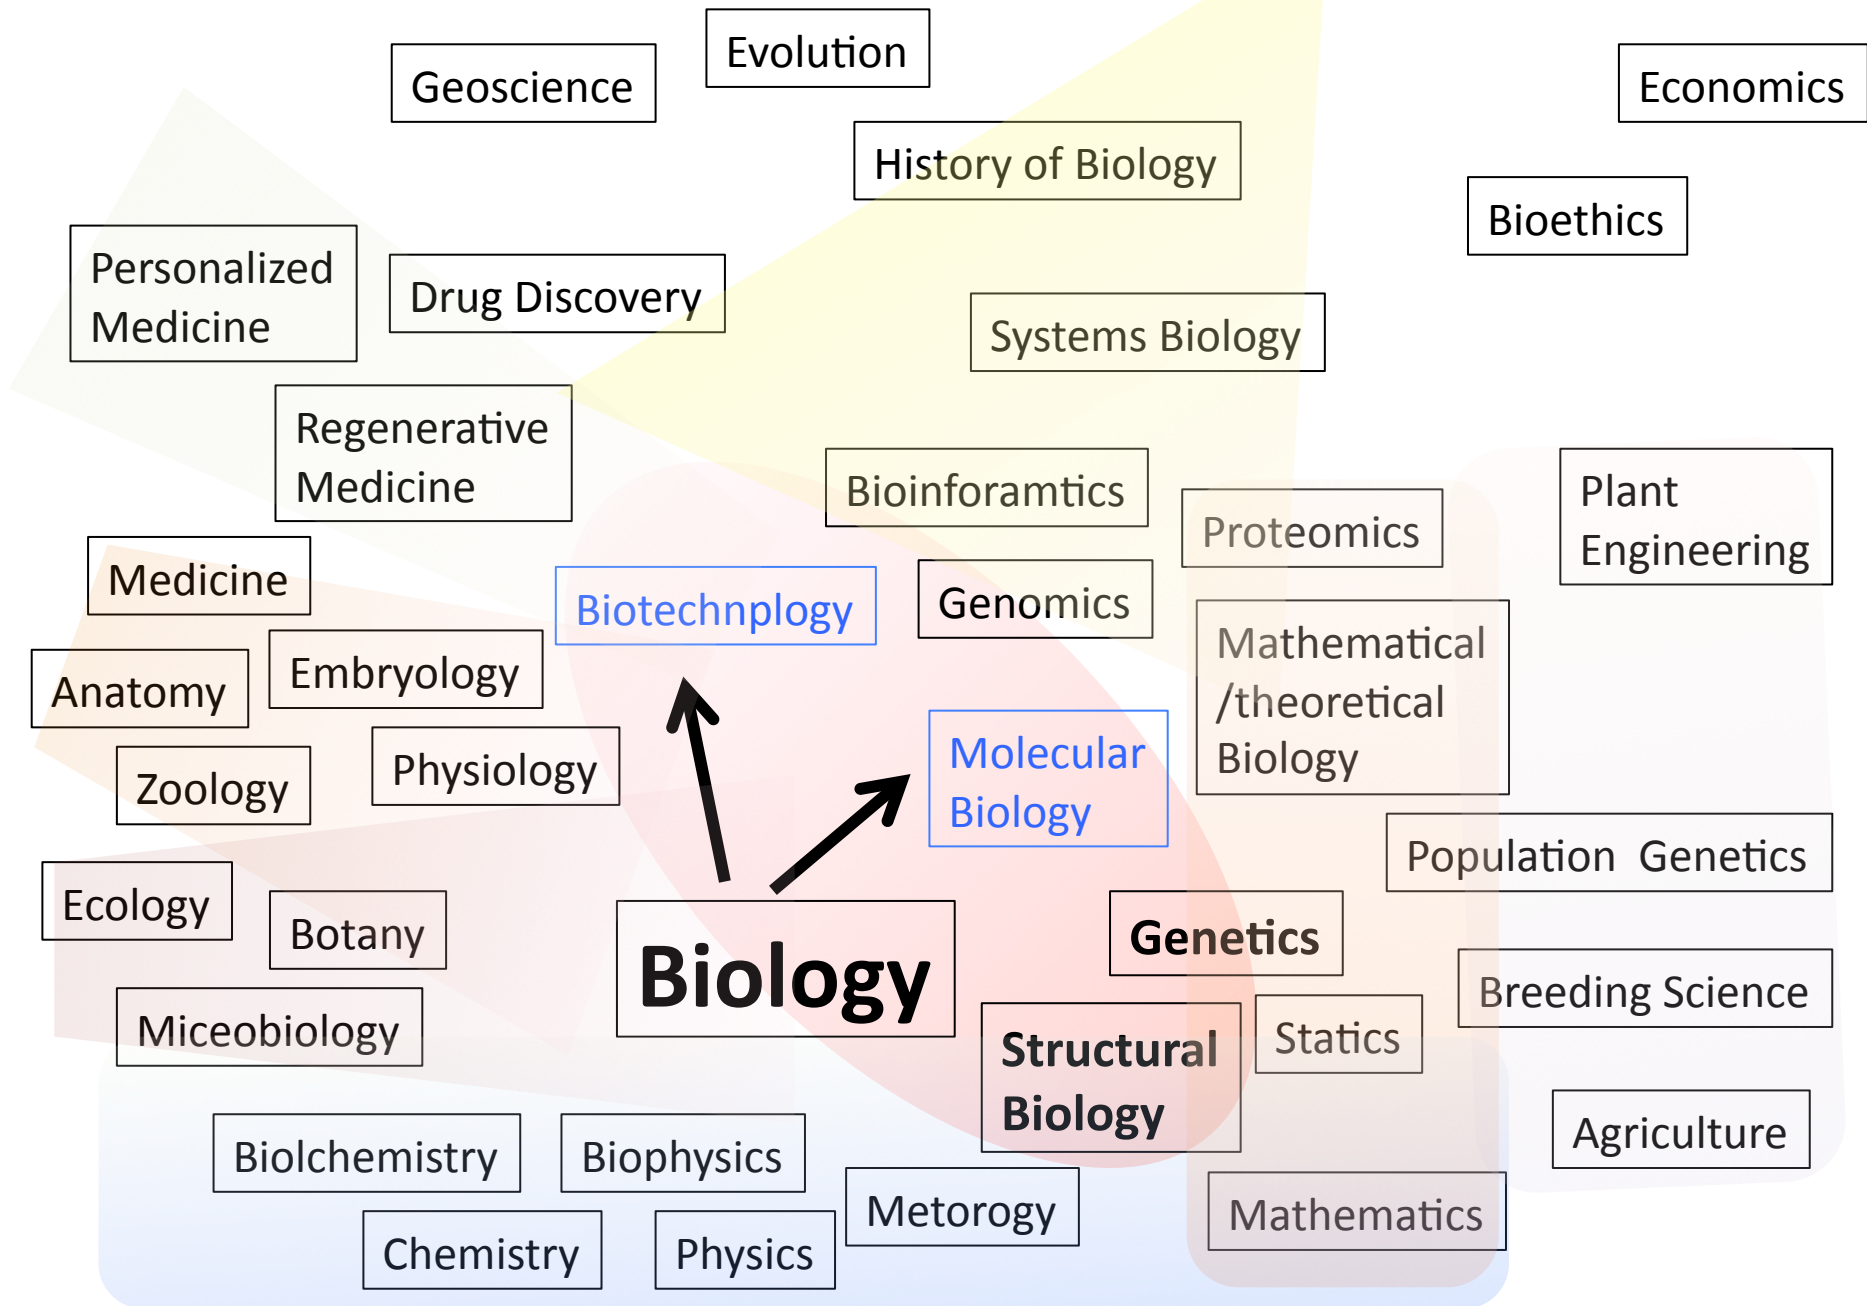 Evolution
Geoscience
Economics
History of Biology
Bioethics
Personalized
Medicine
Drug Discovery
Systems Biology
Regenerative
Medicine
Bioinforamtics
Proteomics
Plant
Engineering
Medicine
Biotechnplogy
Genomics
Embryology
Anatomy
Mathematical
/theoretical
Biology
Physiology
Zoology
Molecular
Biology
Population Genetics
Ecology
Botany
Biology
Genetics
Breeding Science
Miceobiology
Structural
Biology
Statics
Biolchemistry
Biophysics
Agriculture
Metorogy
Mathematics
Chemistry
Physics